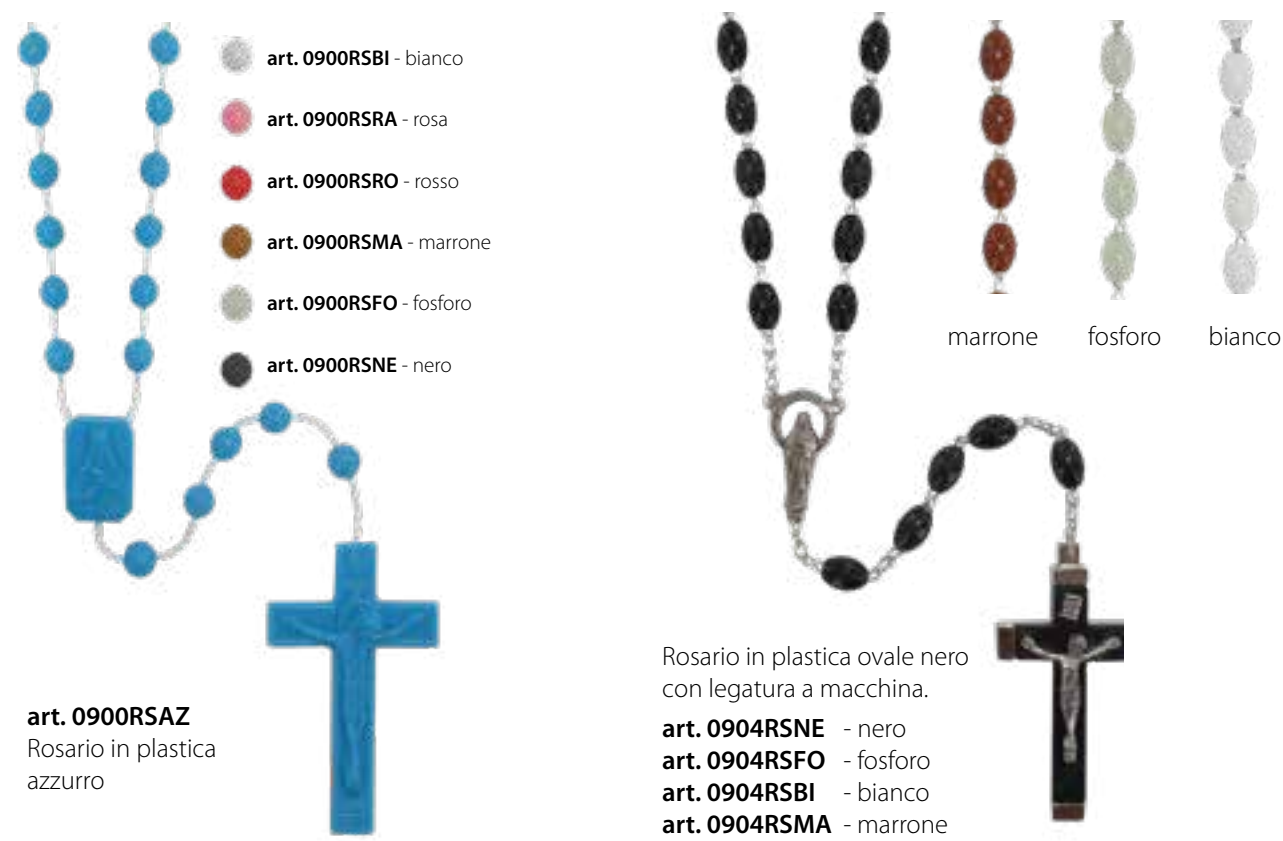 art. 0900RSBI - bianco
art. 0900RSRA - rosa
art. 0900RSRO - rosso
art. 0900RSMA - marrone
art. 0900RSFO - fosforo
art. 0900RSNE - nero
art. 0900RSAZ
Rosario in plastica
azzurro
marrone fosforo bianco
Rosario in plastica ovale nero
con legatura a macchina.
art. 0904RSNE - nero
art. 0904RSFO - fosforo
art. 0904RSBI - bianco
art. 0904RSMA - marrone